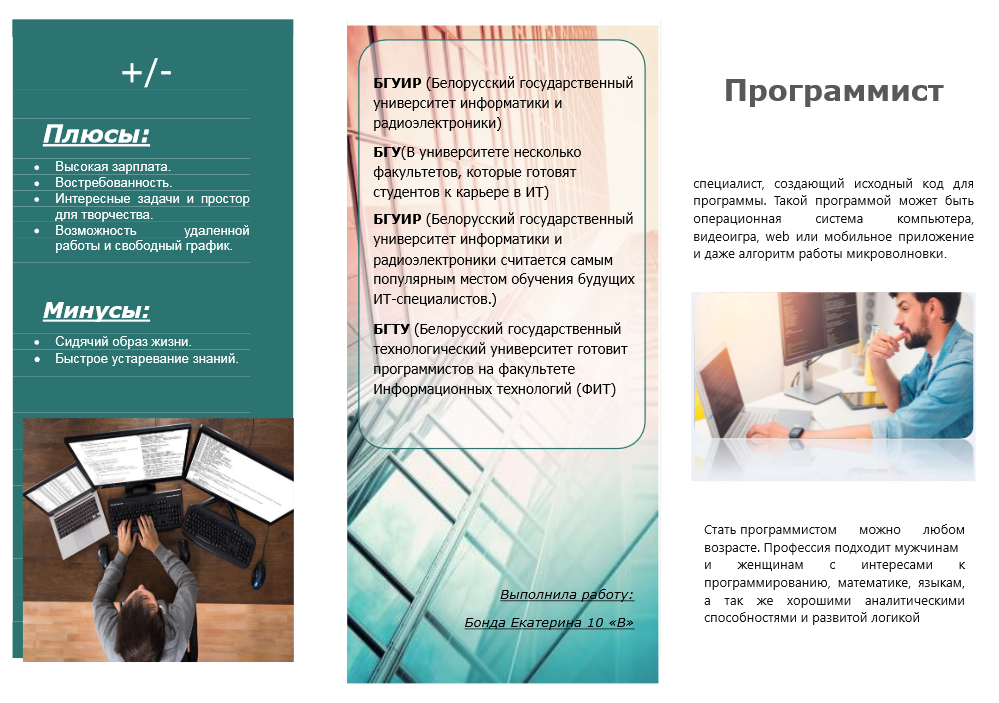 +/-
Плюсы:
• Высокая зарплата.
• Востребованность.
• Интересные задачи и простор
для творчества.
• Возможность удаленной
работы и свободный график.
Минусы:
• Сидячий образ жизни.
• Быстрое устаревание знаний.
БГУИР (Белорусский государственный
университет информатики и
радиоэлектроники)
БГУ(В университете несколько
факультетов, которые готовят
студентов к карьере в ИТ)
БГУИР (Белорусский государственный
университет информатики и
радиоэлектроники считается самым
популярным местом обучения будущих
ИТ-специалистов.)
БГТУ (Белорусский государственный
технологический университет готовит
программистов на факультете
Информационных технологий (ФИТ)
Выполнила работу:
Бонда Екатерина 10 «В»
Программист
специалист, создающий исходный код для
программы. Такой программой может быть
операционная система компьютера,
видеоигра, web или мобильное приложение
и даже алгоритм работы микроволновки.
Стать программистом можно любом
возрасте. Профессия подходит мужчинам
и женщинам с интересами к
программированию, математике, языкам,
а так же хорошими аналитическими
способностями и развитой логикой